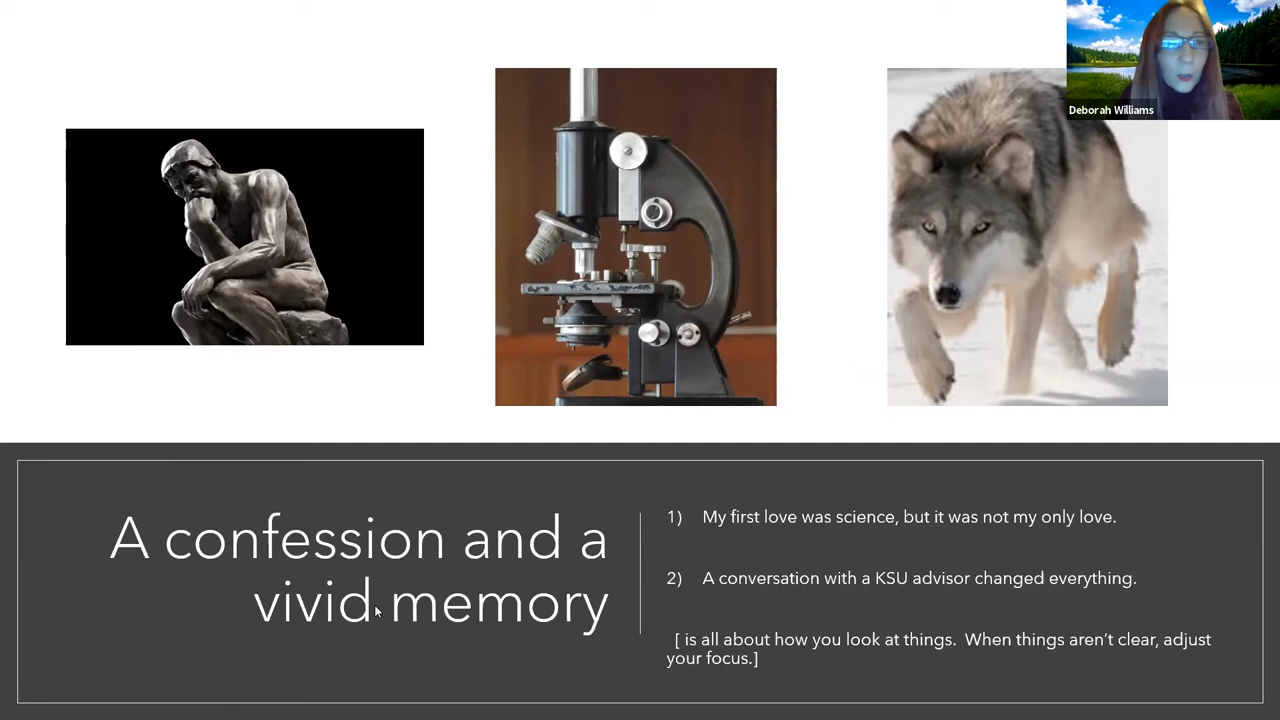 Deborah Williams
A confession and a
vivid memory
1) My first love was science, but it was not my only love.
2) A conversation with a KSU advisor changed everything.
[ is all about how you look at things. When things aren't clear, adjust
your focus.]